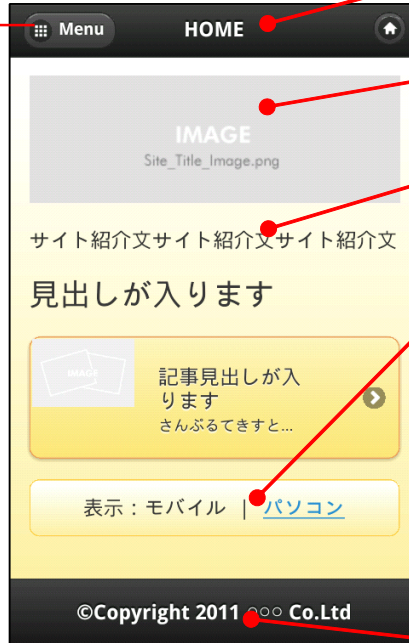 Menu
HOME
IMAGE
Site_Title_Image.png
サイト紹介文サイト紹介文サイト紹介文
見出しが入ります
IMAGE
記事見出しが入
ります
さんぷるてきすと...
表示：モバイル | パソコン
©Copyright 2011 ○○○ Co.Ltd